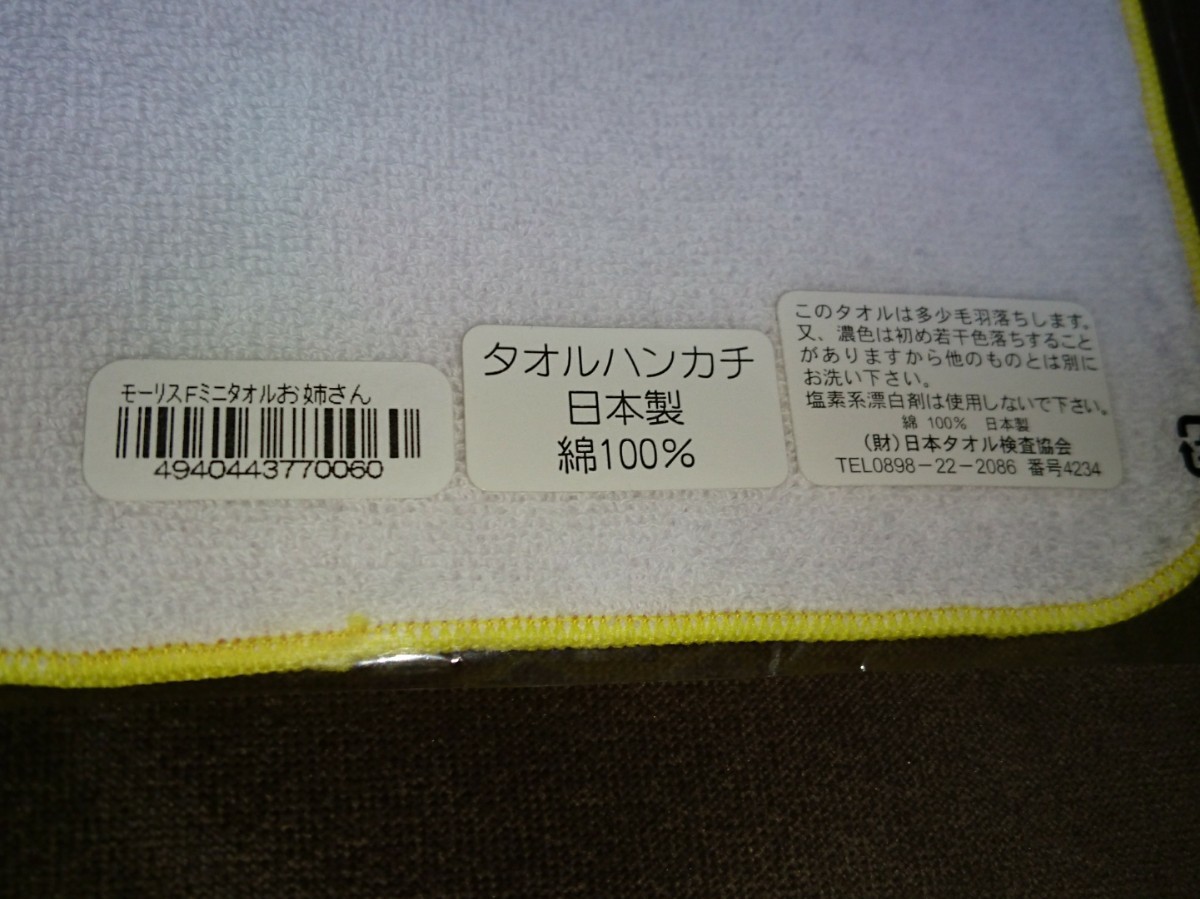 モーリスFミニタオルお姉さん
4940443770060
タオルハンカチ
日本製
綿100%
このタオルは多少毛羽落ちします。
又、濃色は初め若干色落ちすること
がありますから他のものとは別に
お洗い下さい。
塩素系漂白剤は使用しないで下さい。
綿 100% 日本製
(財)日本タオル検査協会
TEL0898-22-2086 番号4234